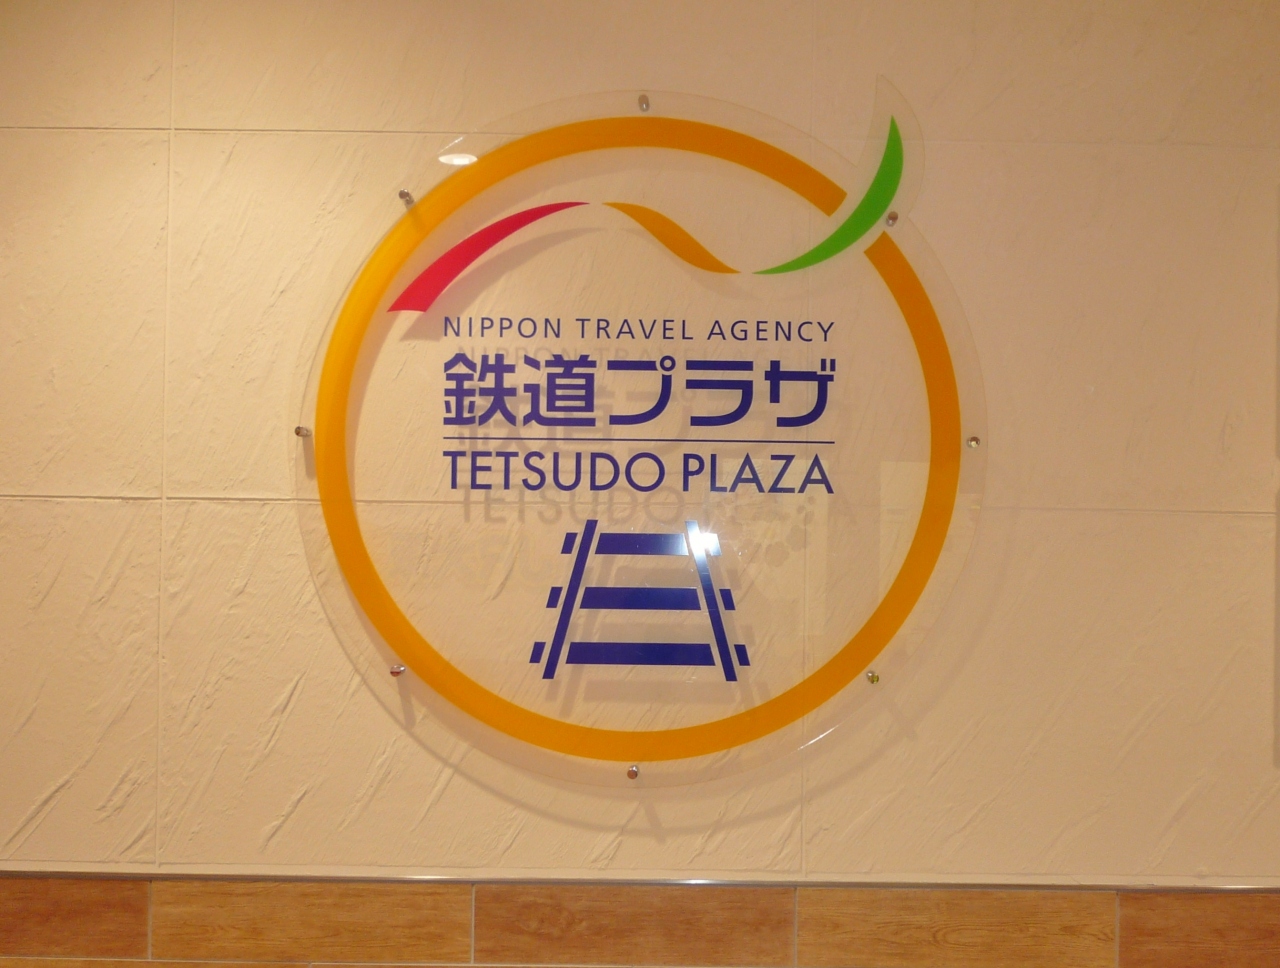 NIPPON TRAVEL AGENCY
鉄道プラザ
TETSUDO PLAZA